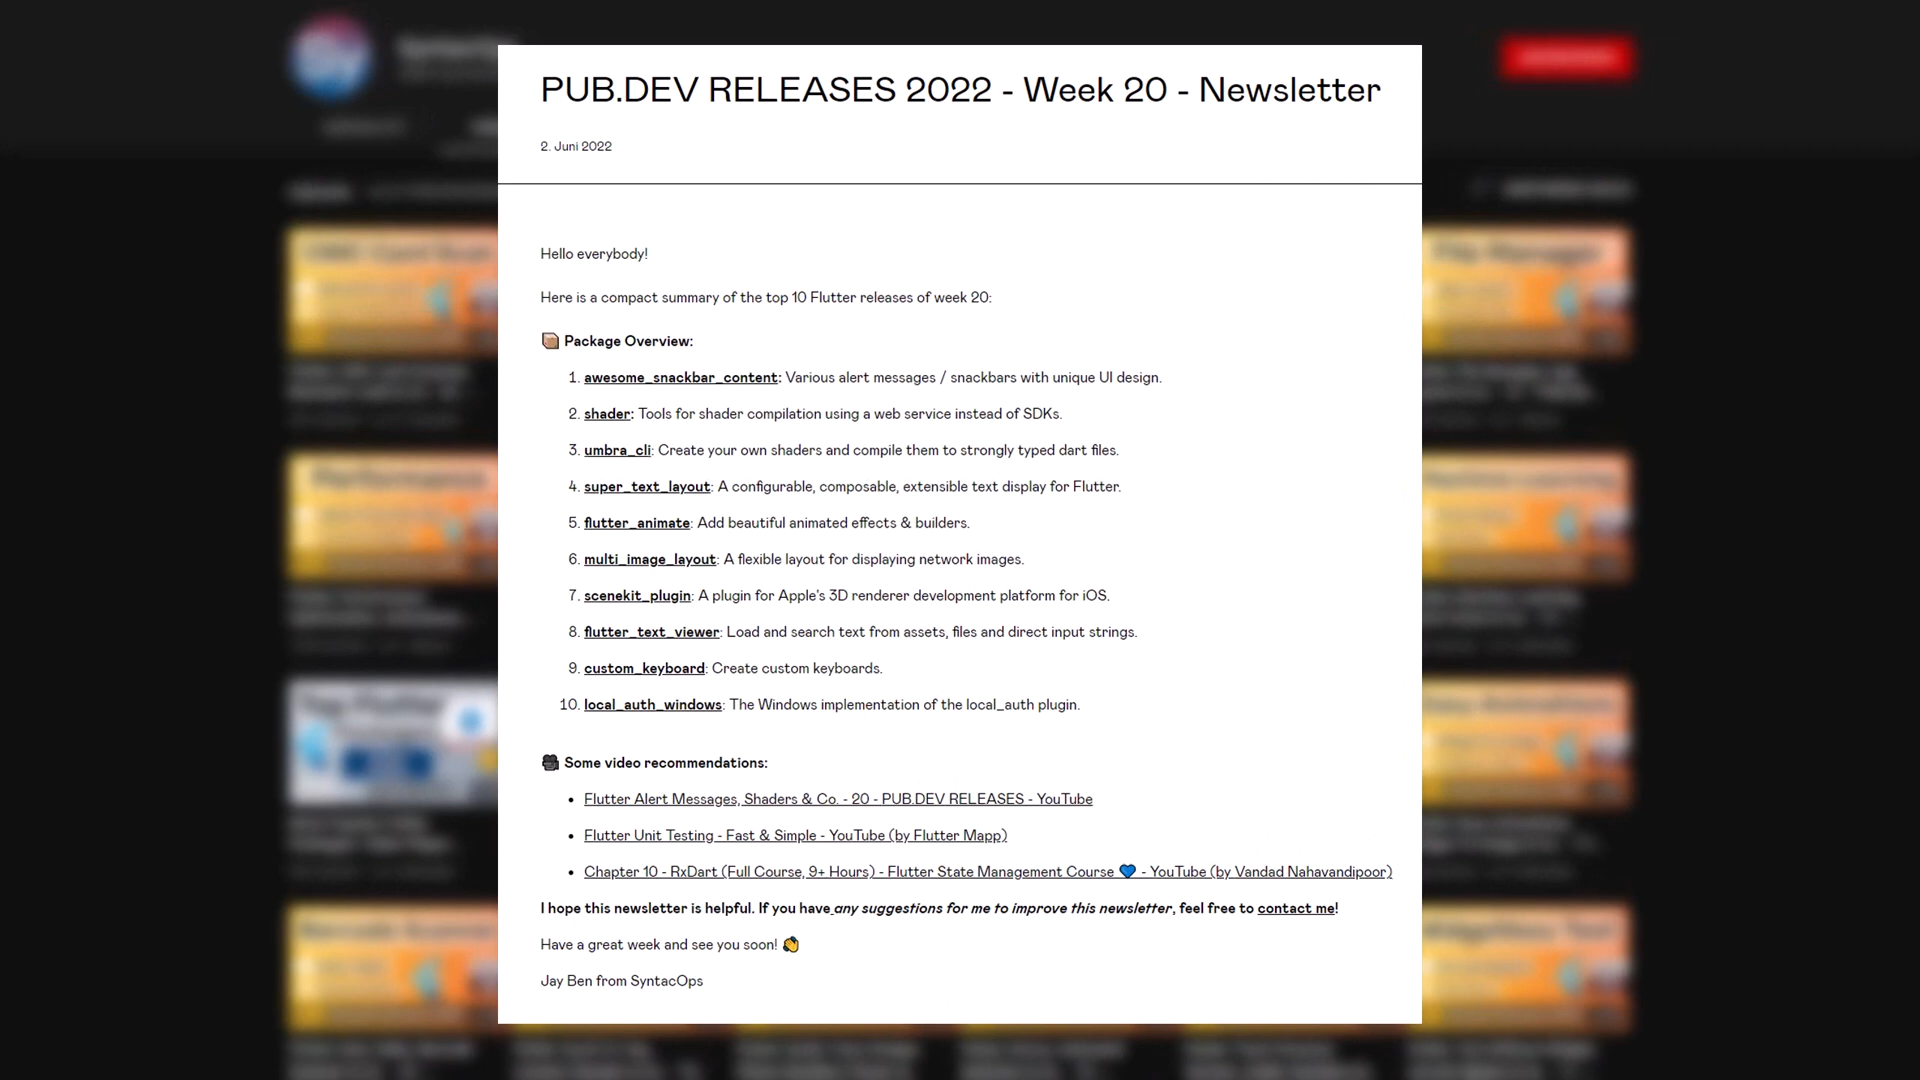 PUB.DEV RELEASES 2022 - Week 20 - Newsletter
2. Juni 2022
Hello everybody!
Here is a compact summary of the top 10 Flutter releases of week 20:
📦 Package Overview:
1. awesome_snackbar_content: Various alert messages / snackbars with unique UI design.
2. shader: Tools for shader compilation using a web service instead of SDKs.
3. umbra_cli: Create your own shaders and compile them to strongly typed dart files.
4. super_text_layout: A configurable, composable, extensible text display for Flutter.
5. flutter_animate: Add beautiful animated effects & builders.
6. multi_image_layout: A flexible layout for displaying network images.
7. scenekit_plugin: A plugin for Apple's 3D renderer development platform for iOS.
8. flutter_text_viewer: Load and search text from assets, files and direct input strings.
9. custom_keyboard: Create custom keyboards.
10. local_auth_windows: The Windows implementation of the local_auth plugin.
🎥 Some video recommendations:
• Flutter Alert Messages, Shaders & Co. - 20 - PUB.DEV RELEASES - YouTube
• Flutter Unit Testing - Fast & Simple - YouTube (by Flutter Mapp)
• Chapter 10 - RxDart (Full Course, 9+ Hours) - Flutter State Management Course 💙 - YouTube (by Vandad Nahavandipoor)
I hope this newsletter is helpful. If you have any suggestions for me to improve this newsletter, feel free to contact me!
Have a great week and see you soon! 👋
Jay Ben from SyntacOps